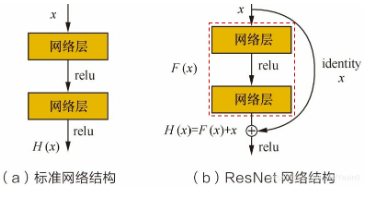 x
网络层
relu
网络层
relu
H(x)
(a)标准网络结构
x
网络层
F(x)
relu
identity
x
网络层
H(x)=F(x)+x
relu
(b)ResNet 网络结构